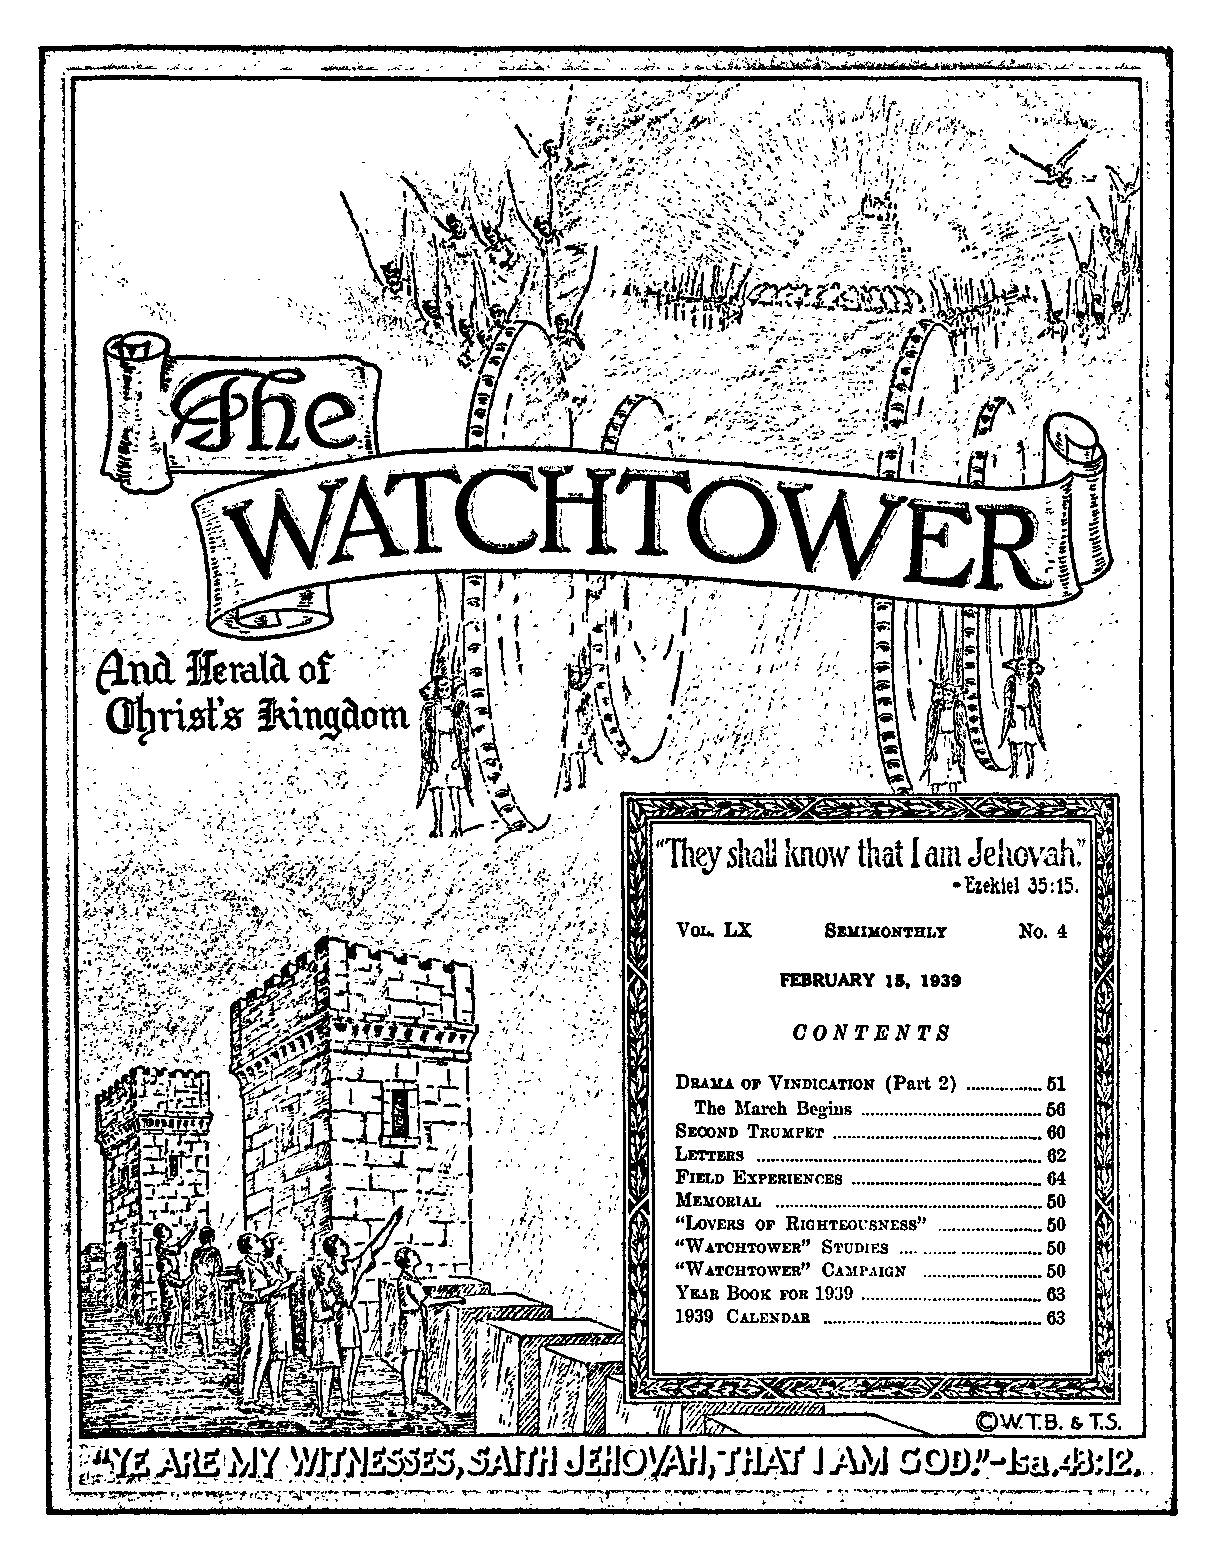 The
WATCHTOWER
And Herald of
Christ's Kingdom
"They shall know that I am Jehovah."
- Ezekiel 35:15.
VOL. LX SEMIMONTHLY No. 4
FEBRUARY 15, 1939
CONTENTS
DRAMA OF VINDICATION (Part 2) ............... 51
The March Begins ........................................ 56
SECOND TRUMPET .............................................. 60
LETTERS ............................................................... 62
FIELD EXPERIENCES .......................................... 64
MEMORIAL ........................................................... 50
"LOVERS OF RIGHTEOUSNESS" ....................... 50
"WATCHTOWER" STUDIES .... .......................... 50
"WATCHTOWER" CAMPAIGN .......................... 50
YEAR BOOK FOR 1939 ........................................ 63
1939 CALENDAR ................................................. 63
©W.T.B. & T.S.
"YE ARE MY WITNESSES, SAITH JEHOVAH, THAT I AM GOD."-Isa. 43:12.